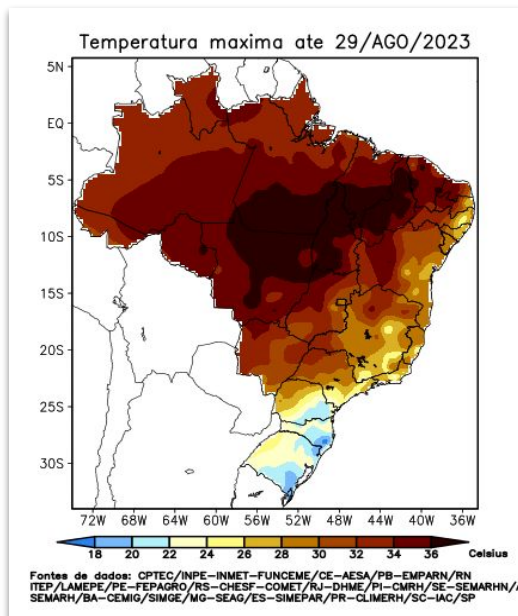 Temperatura maxima ate 29/AGO/2023
5N
EQ
5S
10S
15S
20S
25S
30S
72W 68W 64W 60W 56W 52W 48W 44W 40W 36W
18 20 22 24 26 28 30 32 34 36 Celsius
Fontes de dados: CPTEC/INPE-INMET-FUNCEME/CE-AESA/PB-EMPARN/RN
ITEP/LAMEPE/PE-FEPAGRO/RS-CHESF-COMET/RJ-DHME/PI-CMRH/SE-SEMARHN/A
SEMARH/BA-CEMIG/SIMGE/MG-SEAG/ES-SIMEPAR/PR-CLIMERH/SC-IAC/SP